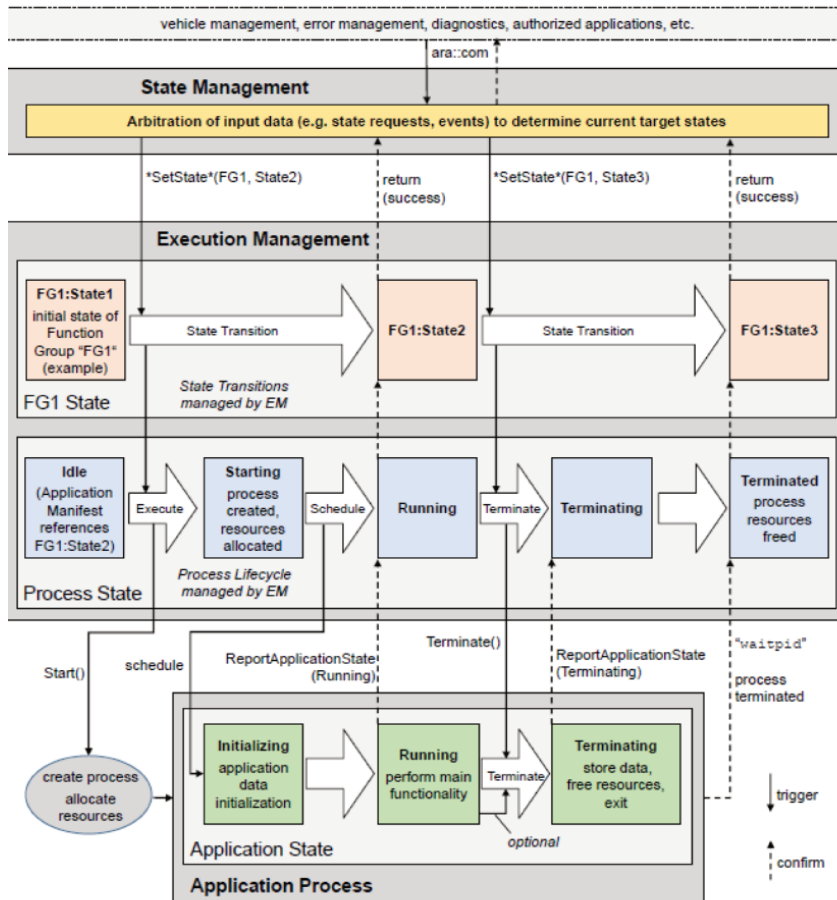 vehicle management, error management, diagnostics, authorized applications, etc.
ara::com
State Management
Arbitration of input data (e.g. state requests, events) to determine current target states
*SetState*(FG1, State2)
return
(success)
*SetState*(FG1, State3)
return
(success)
Execution Management
FG1:State1
initial state of
Function
Group "FG1"
(example)
State Transition
FG1:State2
State Transition
FG1:State3
State Transitions
managed by EM
FG1 State
Idle
(Application
Manifest
references
FG1:State2)
Execute
Starting
process
created,
resources
allocated
Schedule
Running
Terminate
Terminating
Terminated
process
resources
freed
Process Lifecycle
managed by EM
Process State
Start()
schedule
ReportApplicationState
(Running)
Terminate()
ReportApplicationState
(Terminating)
"waitpid"
process
terminated
create process
allocate
resources
Initializing
application
data
initialization
Running
perform main
functionality
Terminate
Terminating
store data,
free resources,
exit
optional
Application State
Application Process
trigger
confirm